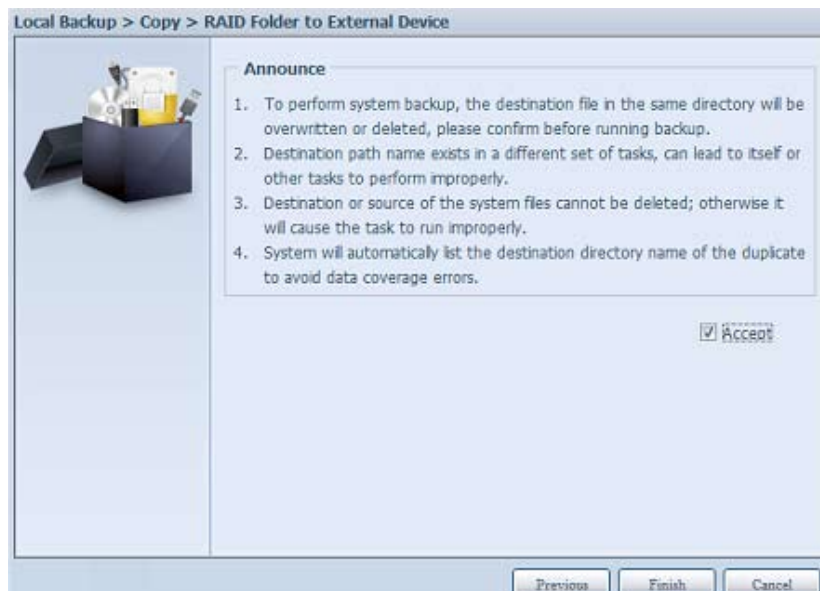 Local Backup > Copy > RAID Folder to External Device
Announce
1. To perform system backup, the destination file in the same directory will be
overwritten or deleted, please confirm before running backup.
2. Destination path name exists in a different set of tasks, can lead to itself or
other tasks to perform improperly.
3. Destination or source of the system files cannot be deleted; otherwise it
will cause the task to run improperly.
4. System will automatically list the destination directory name of the duplicate
to avoid data coverage errors.
Accept
Previous Finish Cancel